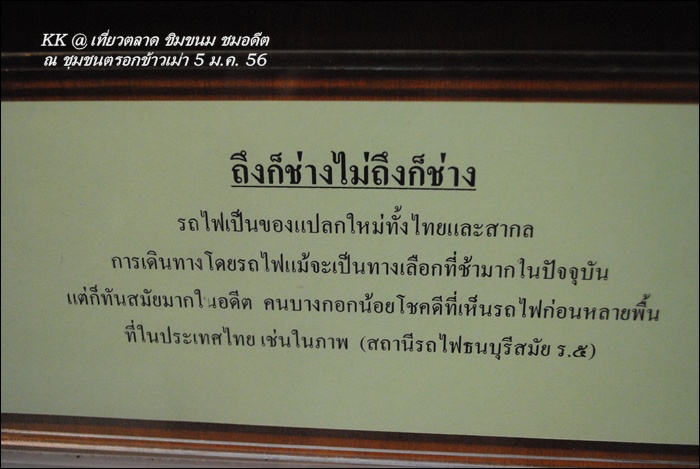 KK @ เที่ยวตลาด ชิมขนม ชมอดีต
ณ ชุมชนตรอกข้าวเม่า 5 ม.ค. 56
ถึงก็ช่างไม่ถึงก็ช่าง
รถไฟเป็นของแปลกใหม่ทั้งไทยและสากล
การเดินทางโดยรถไฟแม้จะเป็นทางเลือกที่ช้ามากในปัจจุบัน
แต่ก็ทันสมัยมากในอดีต คนบางกอกน้อยโชคดีที่เห็นรถไฟก่อนหลายพื้น
ที่ในประเทศไทย เช่นในภาพ (สถานีรถไฟธนบุรีสมัย ร.๕)